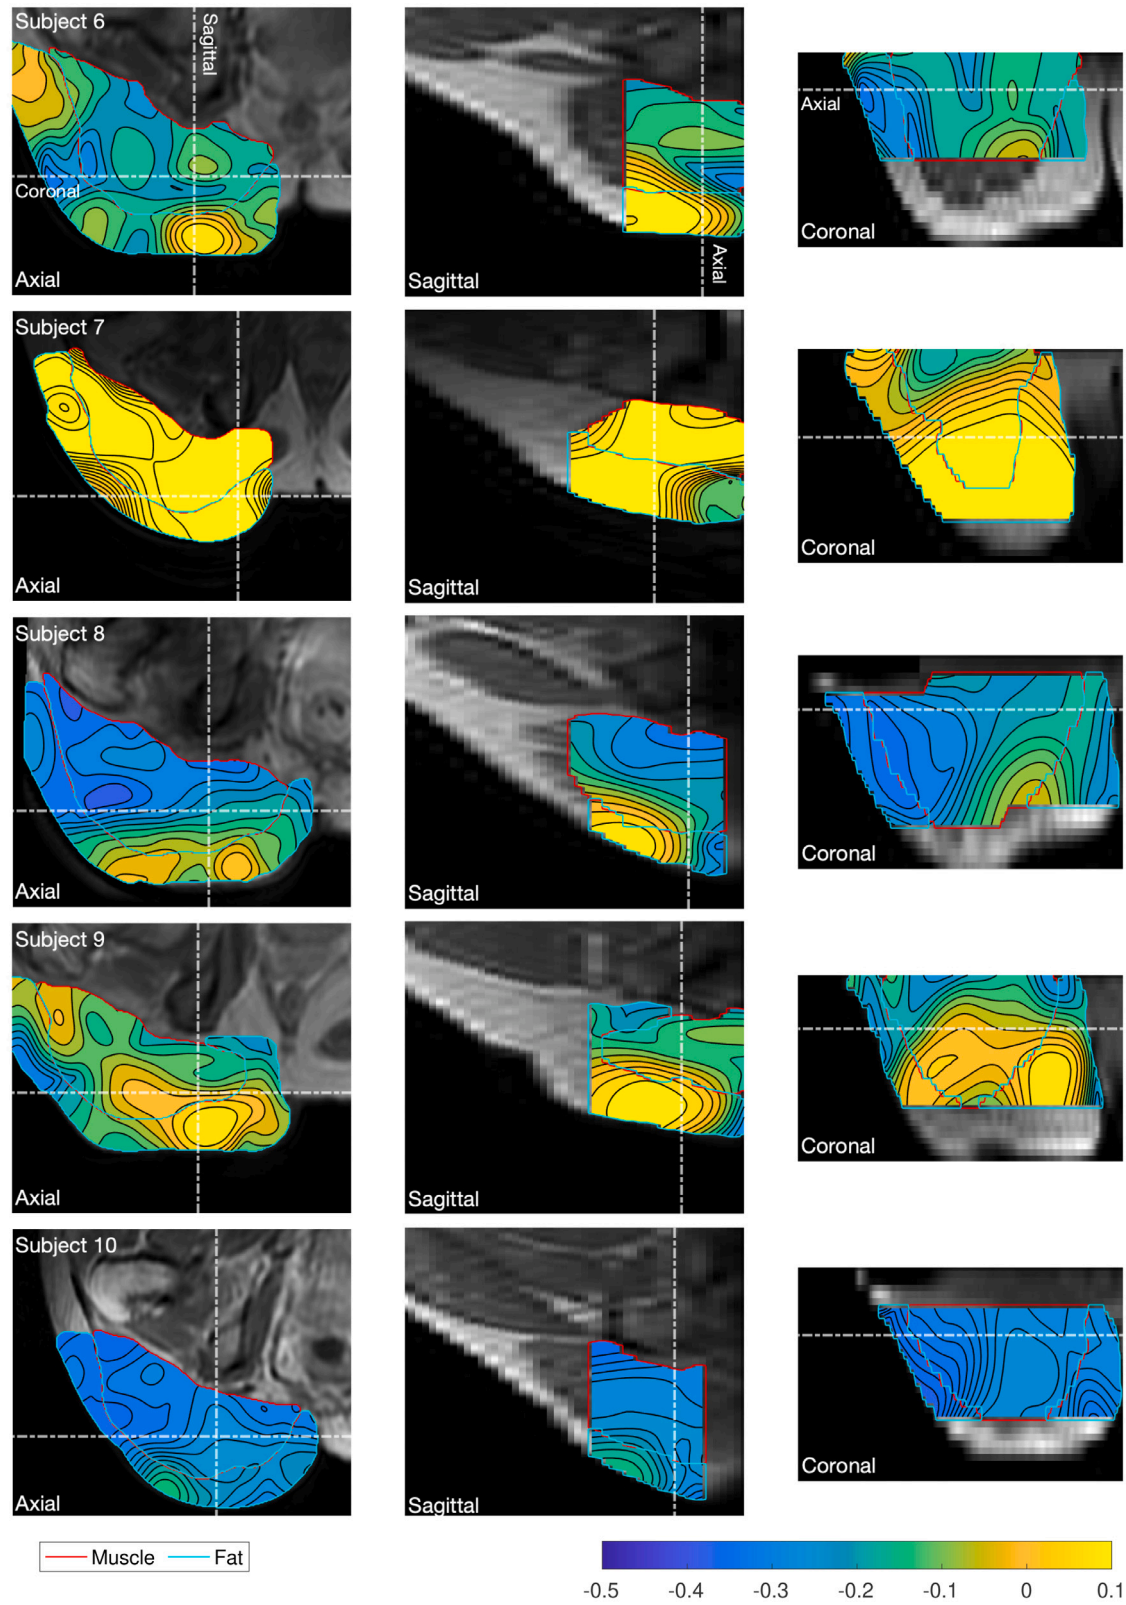 Subject 6
Sagittal
Coronal
Axial
Axial
Sagittal
Axial
Coronal
Subject 7
Axial
Sagittal
Coronal
Subject 8
Axial
Sagittal
Coronal
Subject 9
Axial
Sagittal
Coronal
Subject 10
Axial
Sagittal
Coronal
Muscle Fat
-0.5 -0.4 -0.3 -0.2 -0.1 0 0.1